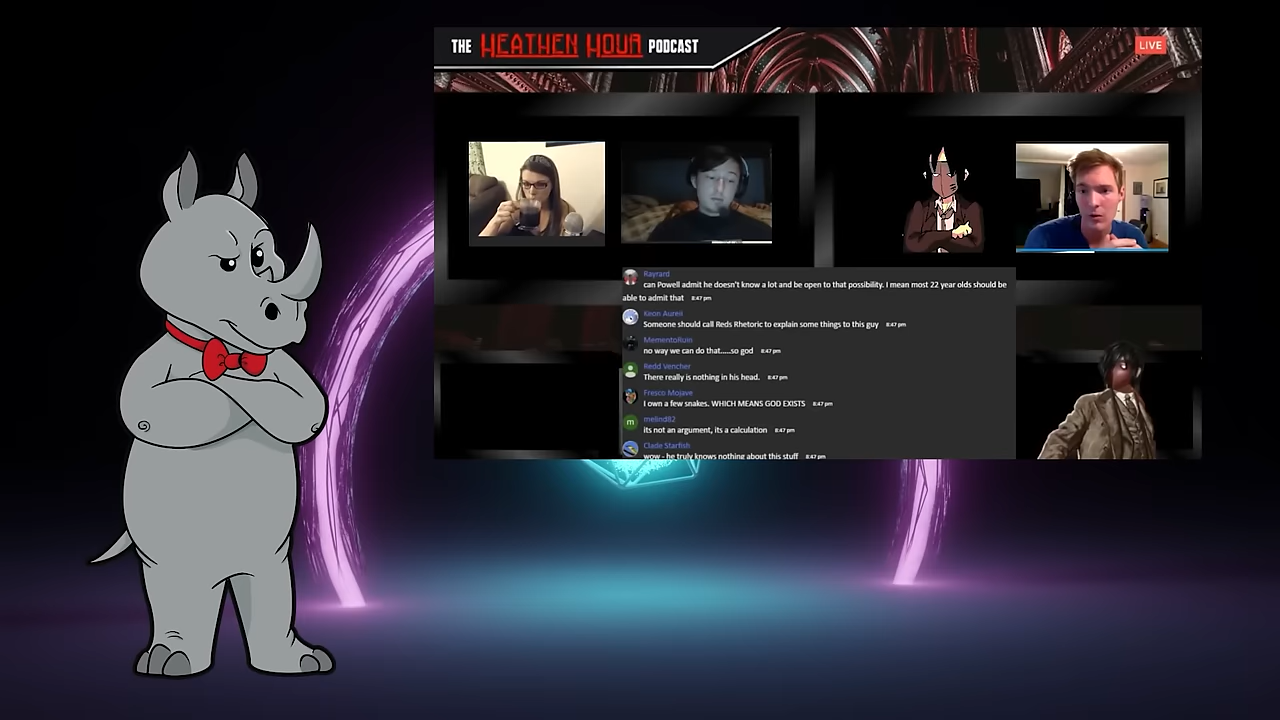 THE HEATHEN HOUR PODCAST
LIVE
Rayrard
can Powell admit he doesn't know a lot and be open to that possibility. I mean most 22 year olds should be
able to admit that 8:47 pm
Keon Aureii
Someone should call Reds Rhetoric to explain some things to this guy 8:47 pm
MementoRuin
no way we can do that.....so god 8:47 pm
Redd Vencher
There really is nothing in his head. 8:47 pm
Fresco Mojave
I own a few snakes. WHICH MEANS GOD EXISTS 8:47 pm
m
melind82
its not an argument, its a calculation 8:47 pm
Clade Starfish
wow - he truly knows nothing about this stuff 8:47 pm